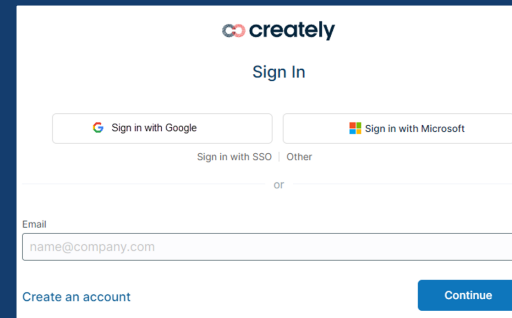 creately
Sign In
Sign in with Google
Sign in with Microsoft
Sign in with SSO | Other
or
Email
name@company.com
Create an account
Continue